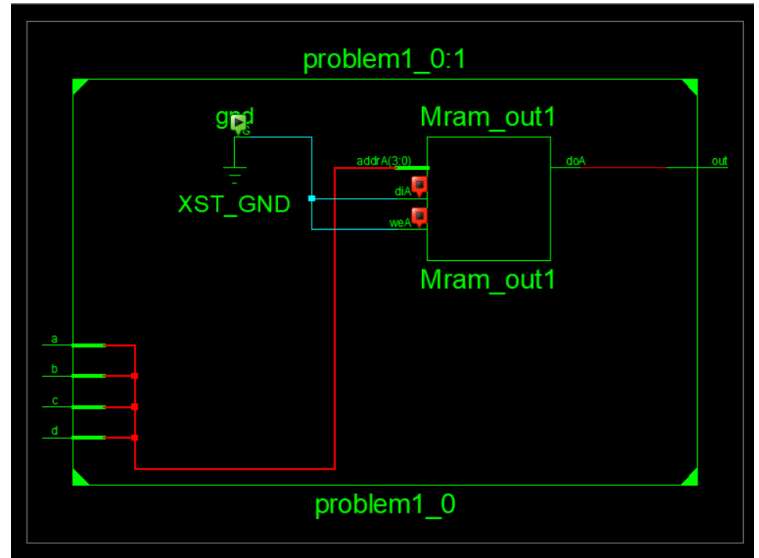 problem1_0:1
gnd
G
Mram_out1
addrA(3:0)
doA
out
diA
XST_GND
weA
Mram_out1
a
b
c
d
problem1_0